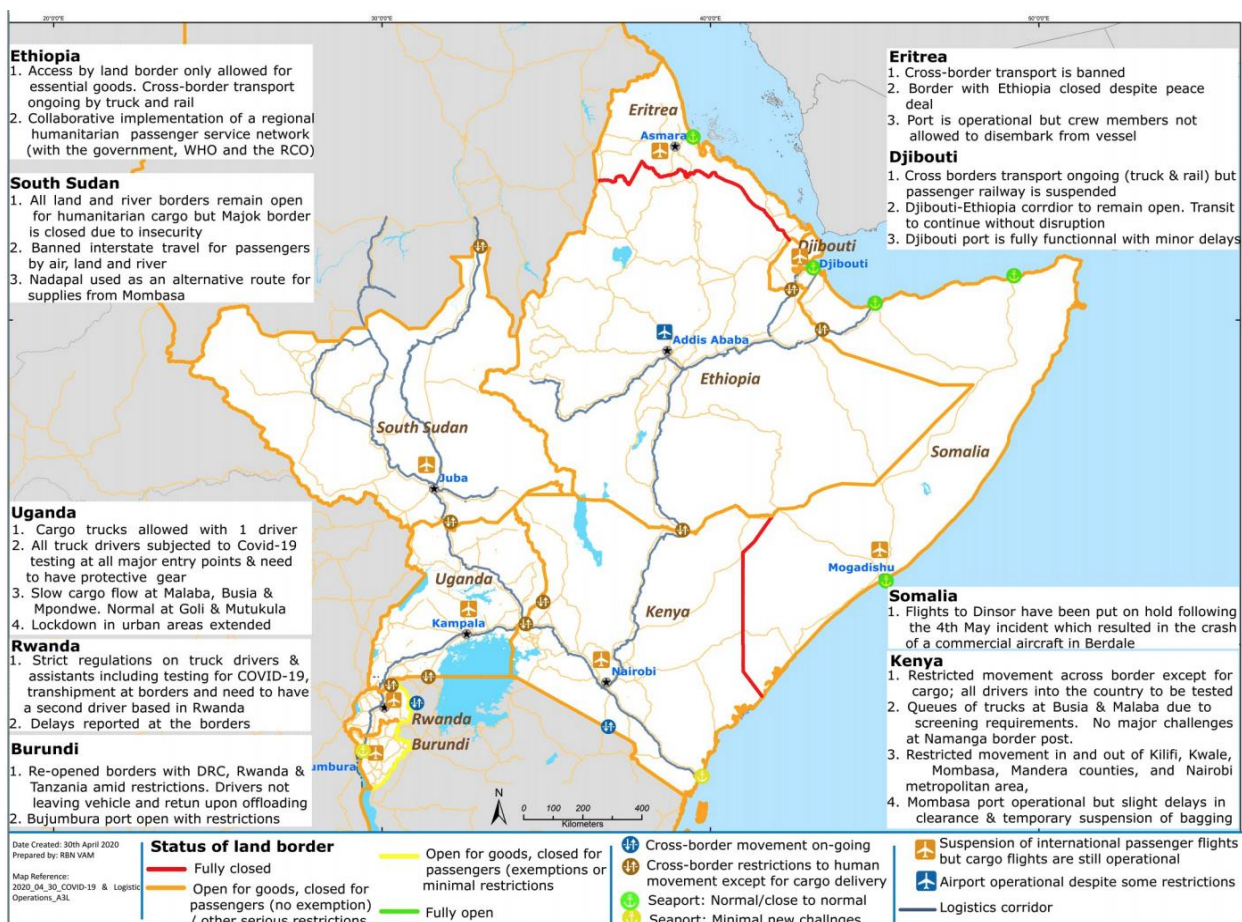 20°0'0"E
30°0'0"E
40°0'0"E
60°0'0"E
Ethiopia
1. Access by land border only allowed for
essential goods. Cross-border transport
ongoing by truck and rail
2. Collaborative implementation of a regional
humanitarian passenger service network
(with the government, WHO and the RCO)
South Sudan
1. All land and river borders remain open
for humanitarian cargo but Majok border
is closed due to insecurity
2. Banned interstate travel for passengers
by air, land and river
3. Nadapal used as an alternative route for
supplies from Mombasa
Uganda
1. Cargo trucks allowed with 1 driver
2. All truck drivers subjected to Covid-19
testing at all major entry points & need
to have protective gear
3. Slow cargo flow at Malaba, Busia &
Mpondwe. Normal at Goli & Mutukula
4. Lockdown in urban areas extended
Rwanda
1. Strict regulations on truck drivers &
assistants including testing for COVID-19,
transhipment at borders and need to have
a second driver based in Rwanda
2. Delays reported at the borders
Burundi
1. Re-opened borders with DRC, Rwanda &
Tanzania amid restrictions. Drivers not
leaving vehicle and retun upon offloading
2. Bujumbura port open with restrictions
Eritrea
1. Cross-border transport is banned
2. Border with Ethiopia closed despite peace
deal
3. Port is operational but crew members not
allowed to disembark from vessel
Djibouti
1. Cross borders transport ongoing (truck & rail) but
passenger railway is suspended
2. Djibouti-Ethiopia corrdior to remain open. Transit
to continue without disruption
3. Djibouti port is fully functionnal with minor delays
Somalia
1. Flights to Dinsor have been put on hold following
the 4th May incident which resulted in the crash
of a commercial aircraft in Berdale
Kenya
1. Restricted movement across border except for
cargo; all drivers into the country to be tested
2. Queues of trucks at Busia & Malaba due to
screening requirements. No major challenges
at Namanga border post.
3. Restricted movement in and out of Kilifi, Kwale,
Mombasa, Mandera counties, and Nairobi
metropolitan area,
4. Mombasa port operational but slight delays in
clearance & temporary suspension of bagging
Eritrea
Asmara
Djibouti
Djibouti
Addis Ababa
Ethiopia
South Sudan
Somalia
Juba
Mogadishu
Uganda
Kenya
Kampala
Nairobi
Rwanda
Burundi
umbura
N
0 50 100 200 300 400
Kilometers
Date Created: 30th April 2020
Prepared by: RBN VAM
Map Reference:
2020_04_30_COVID-19 & Logistic
Operations_A3L
Status of land border
Fully closed
Open for goods, closed for
passengers (no exemption)
/ other serious restrictions
Open for goods, closed for
passengers (exemptions or
minimal restrictions
Fully open
Cross-border movement on-going
Cross-border restrictions to human
movement except for cargo delivery
Seaport: Normal/close to normal
Seaport: Minimal new challnges
Suspension of international passenger flights
but cargo flights are still operational
Airport operational despite some restrictions
Logistics corridor